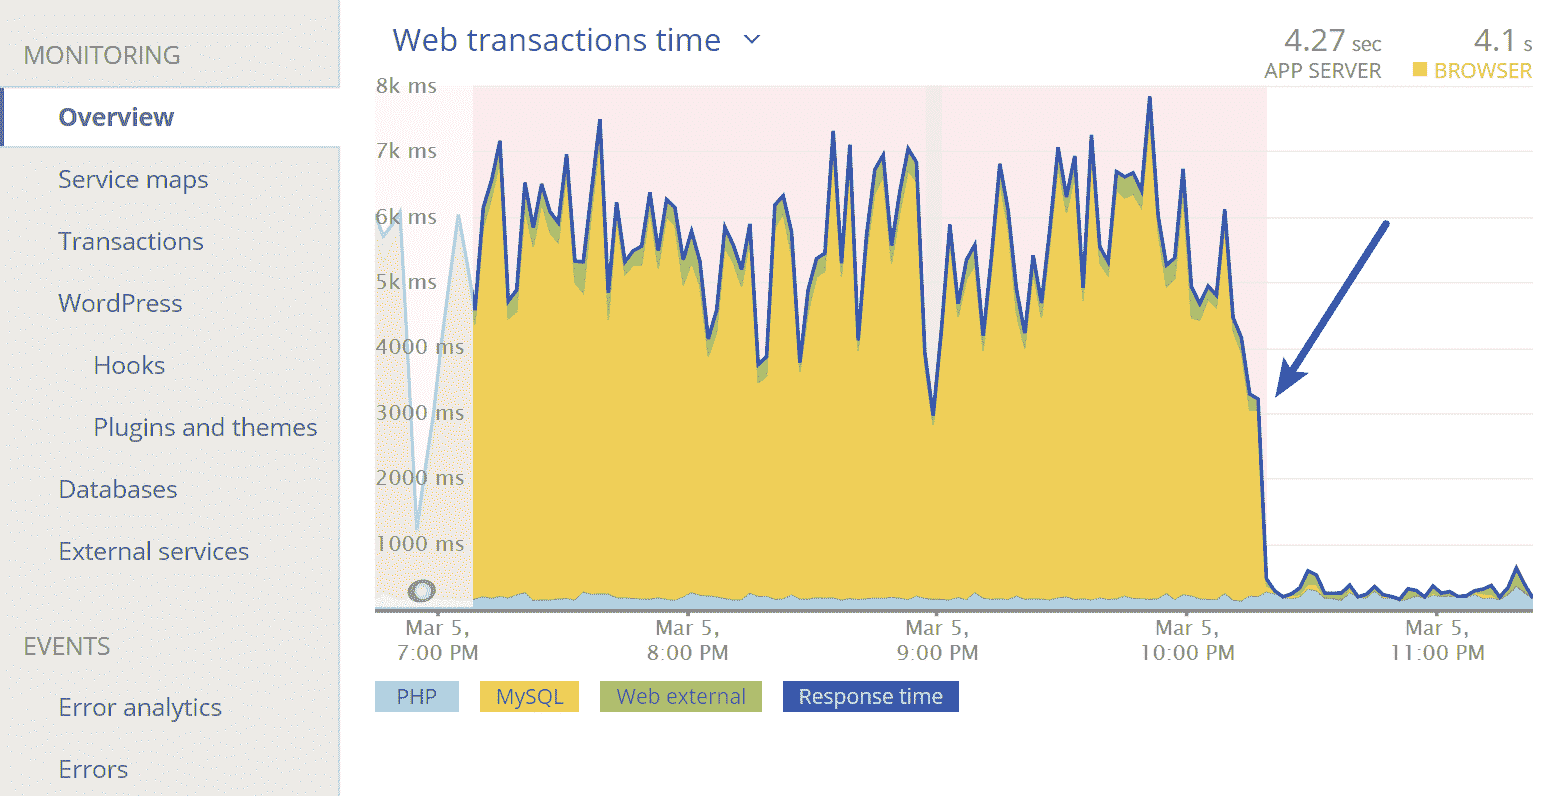 MONITORING
Overview
Service maps
Transactions
WordPress
Hooks
Plugins and themes
Databases
External services
EVENTS
Error analytics
Errors
Web transactions time
4.27 sec
APP SERVER
4.1 s
BROWSER
8k ms
7k ms
6k ms
5k ms
4000 ms
3000 ms
2000 ms
1000 ms
Mar 5,
7:00 PM
Mar 5,
8:00 PM
Mar 5,
9:00 PM
Mar 5,
10:00 PM
Mar 5,
11:00 PM
PHP
MySQL
Web external
Response time